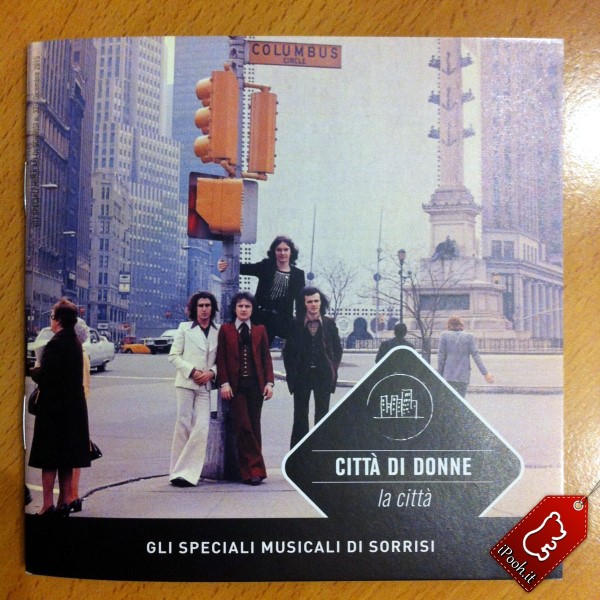 COLUMBUS
CIRCLE
CITTÀ DI DONNE
la città
GLI SPECIALI MUSICALI DI SORRISI
iPooh.it